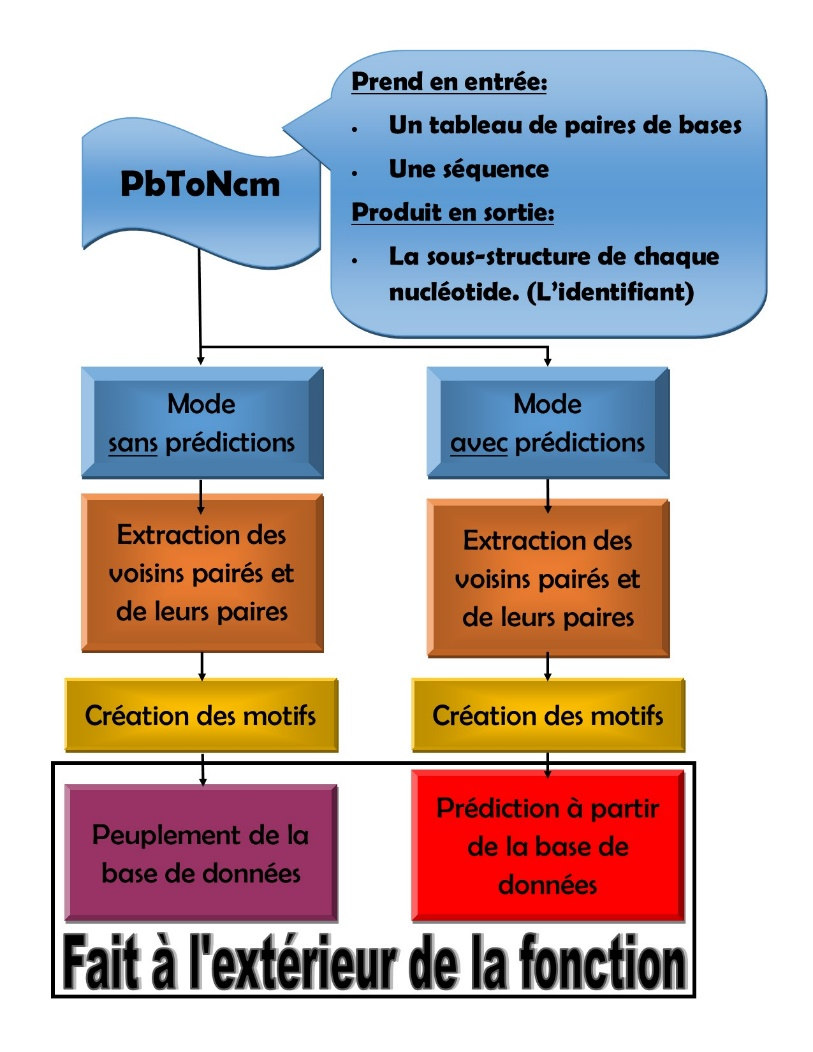 Prend en entrée:
• Un tableau de paires de bases
• Une séquence
Produit en sortie:
• La sous-structure de chaque
nucléotide. (L'identifiant)
PbToNcm
Mode
sans prédictions
Mode
avec prédictions
Extraction des
voisins pairés et
de leurs paires
Extraction des
voisins pairés et
de leurs paires
Création des motifs
Création des motifs
Peuplement de la
base de données
Prédiction à partir
de la base de
données
Fait à l'extérieur de la fonction